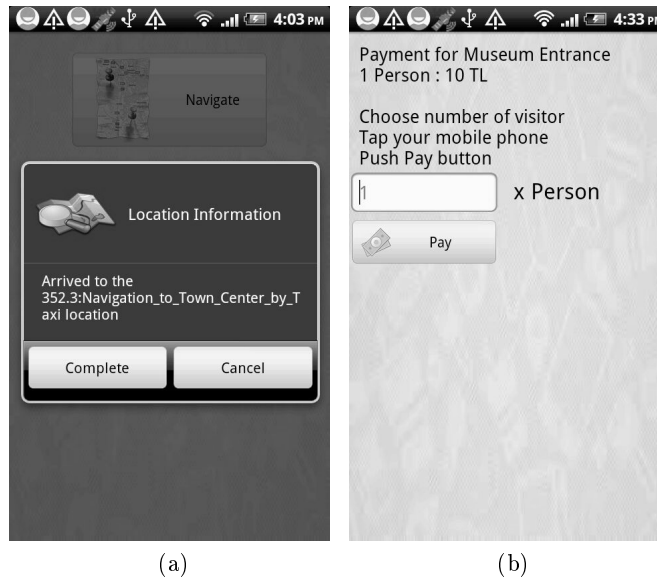 4:03 PM
Navigate
Location Information
Arrived to the
352.3:Navigation_to_Town_Center_by_T
axi location
Complete
Cancel
(a)
4:33 P
Payment for Museum Entrance
1 Person : 10 TL
Choose number of visitor
Tap your mobile phone
Push Pay button
1
x Person
Pay
(b)